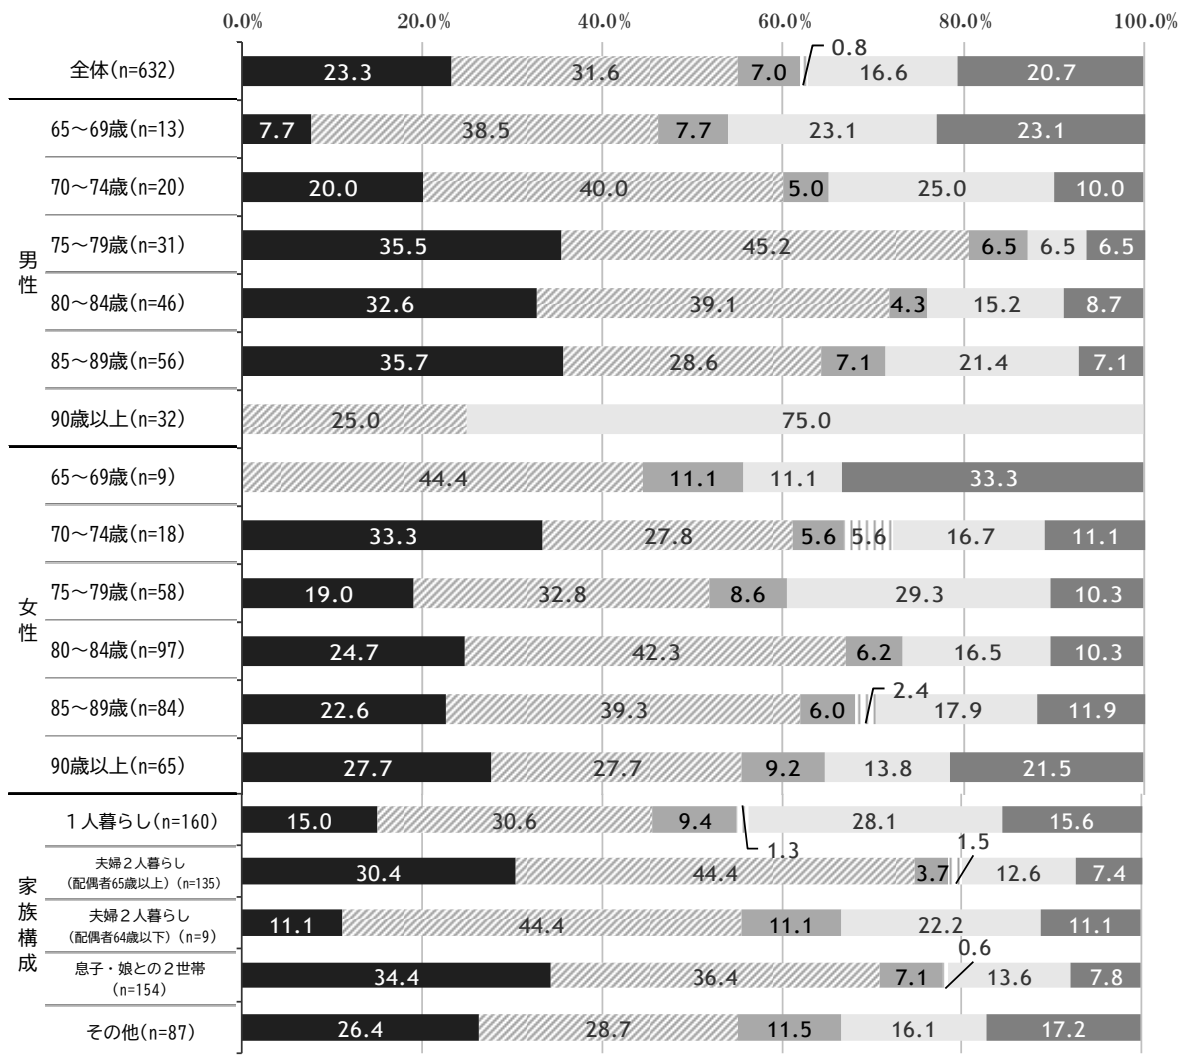 0.0% 20.0% 40.0% 60.0% 80.0% 100.0%
全体(n=632) 23.3 31.6 7.0 0.8 16.6 20.7
男性
65～69歳(n=13) 7.7 38.5 7.7 23.1 23.1
70～74歳(n=20) 20.0 40.0 5.0 25.0 10.0
75～79歳(n=31) 35.5 45.2 6.5 6.5 6.5
80～84歳(n=46) 32.6 39.1 4.3 15.2 8.7
85～89歳(n=56) 35.7 28.6 7.1 21.4 7.1
90歳以上(n=32) 25.0 75.0
女性
65～69歳(n=9) 44.4 11.1 11.1 33.3
70～74歳(n=18) 33.3 27.8 5.6 5.6 16.7 11.1
75～79歳(n=58) 19.0 32.8 8.6 29.3 10.3
80～84歳(n=97) 24.7 42.3 6.2 16.5 10.3
85～89歳(n=84) 22.6 39.3 6.0 2.4 17.9 11.9
90歳以上(n=65) 27.7 27.7 9.2 13.8 21.5
家族構成
１人暮らし(n=160) 15.0 30.6 9.4 1.3 28.1 15.6
夫婦２人暮らし
(配偶者65歳以上)(n=135) 30.4 44.4 3.7 1.5 12.6 7.4
夫婦２人暮らし
(配偶者64歳以下)(n=9) 11.1 44.4 11.1 22.2 11.1
息子・娘との２世帯
(n=154) 34.4 36.4 7.1 0.6 13.6 7.8
その他(n=87) 26.4 28.7 11.5 16.1 17.2